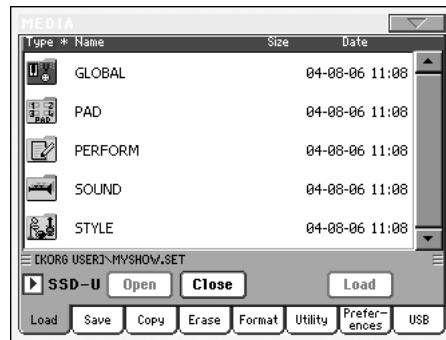 MEDIA
Type * Name Size Date
GLOBAL 04-08-06 11:08
PAD 04-08-06 11:08
PERFORM 04-08-06 11:08
SOUND 04-08-06 11:08
STYLE 04-08-06 11:08
[KORG USER]\MYSHOW.SET
SSD-U Open Close Load
Load Save Copy Erase Format Utility Prefer-ences USB